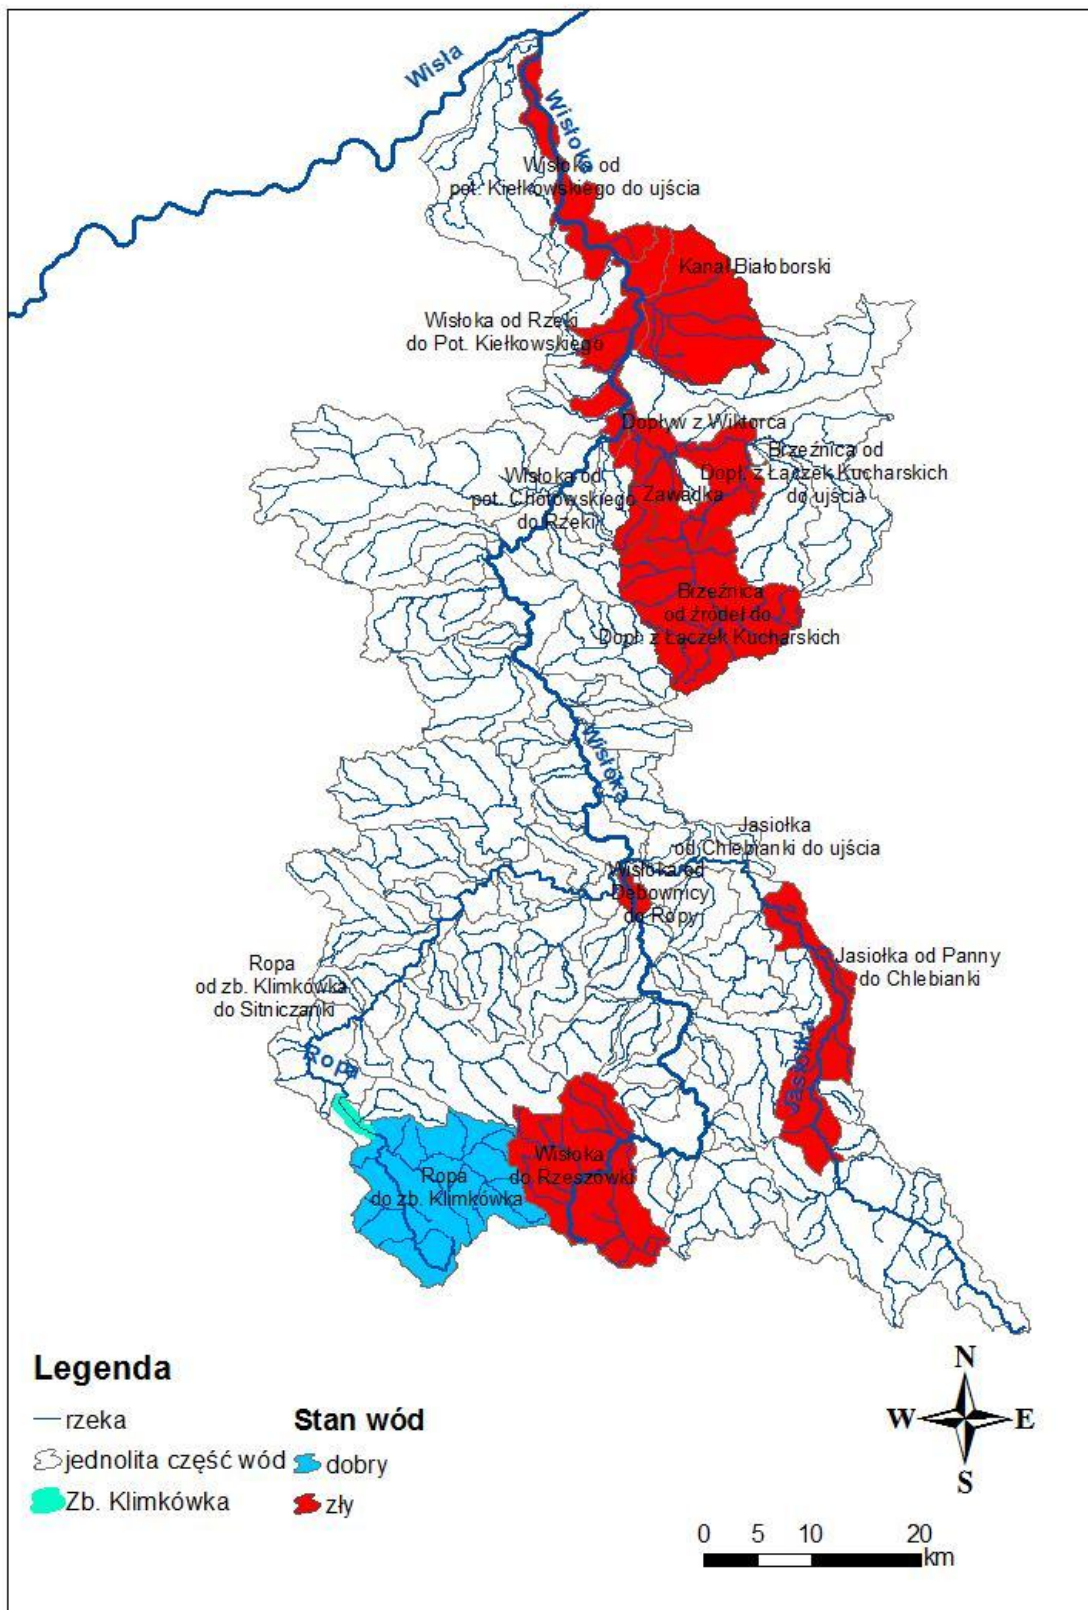 Wisła
Wisłoka
Wisłoka od
pot. Kiełkowskiego do ujścia
Kanał Białoborski
Wisłoka od Rzeki
do Pot. Kiełkowskiego
Dopływ z Wiktorca
Brzeźnica od
Dopł. z Łączek Kucharskich
do ujścia
Wisłoka od
pot. Chotowskiego
do Rzeki
Zawadka
Brzeźnica
od źródeł do
Dopł. z Łączek Kucharskich
Wisłoka
Jasiołka
od Chlebianki do ujścia
Wisłoka od
Dębownicy
do Ropy
Jasiołka od Panny
do Chlebianki
Ropa
od zb. Klimkówka
do Sitniczanki
Ropa
Jasiołka
Wisłoka
do Rzeszówki
Ropa
do zb. Klimkówka
Legenda
rzeka
jednolita część wód
Zb. Klimkówka
Stan wód
dobry
zły
N
W E
S
0 5 10 20
km